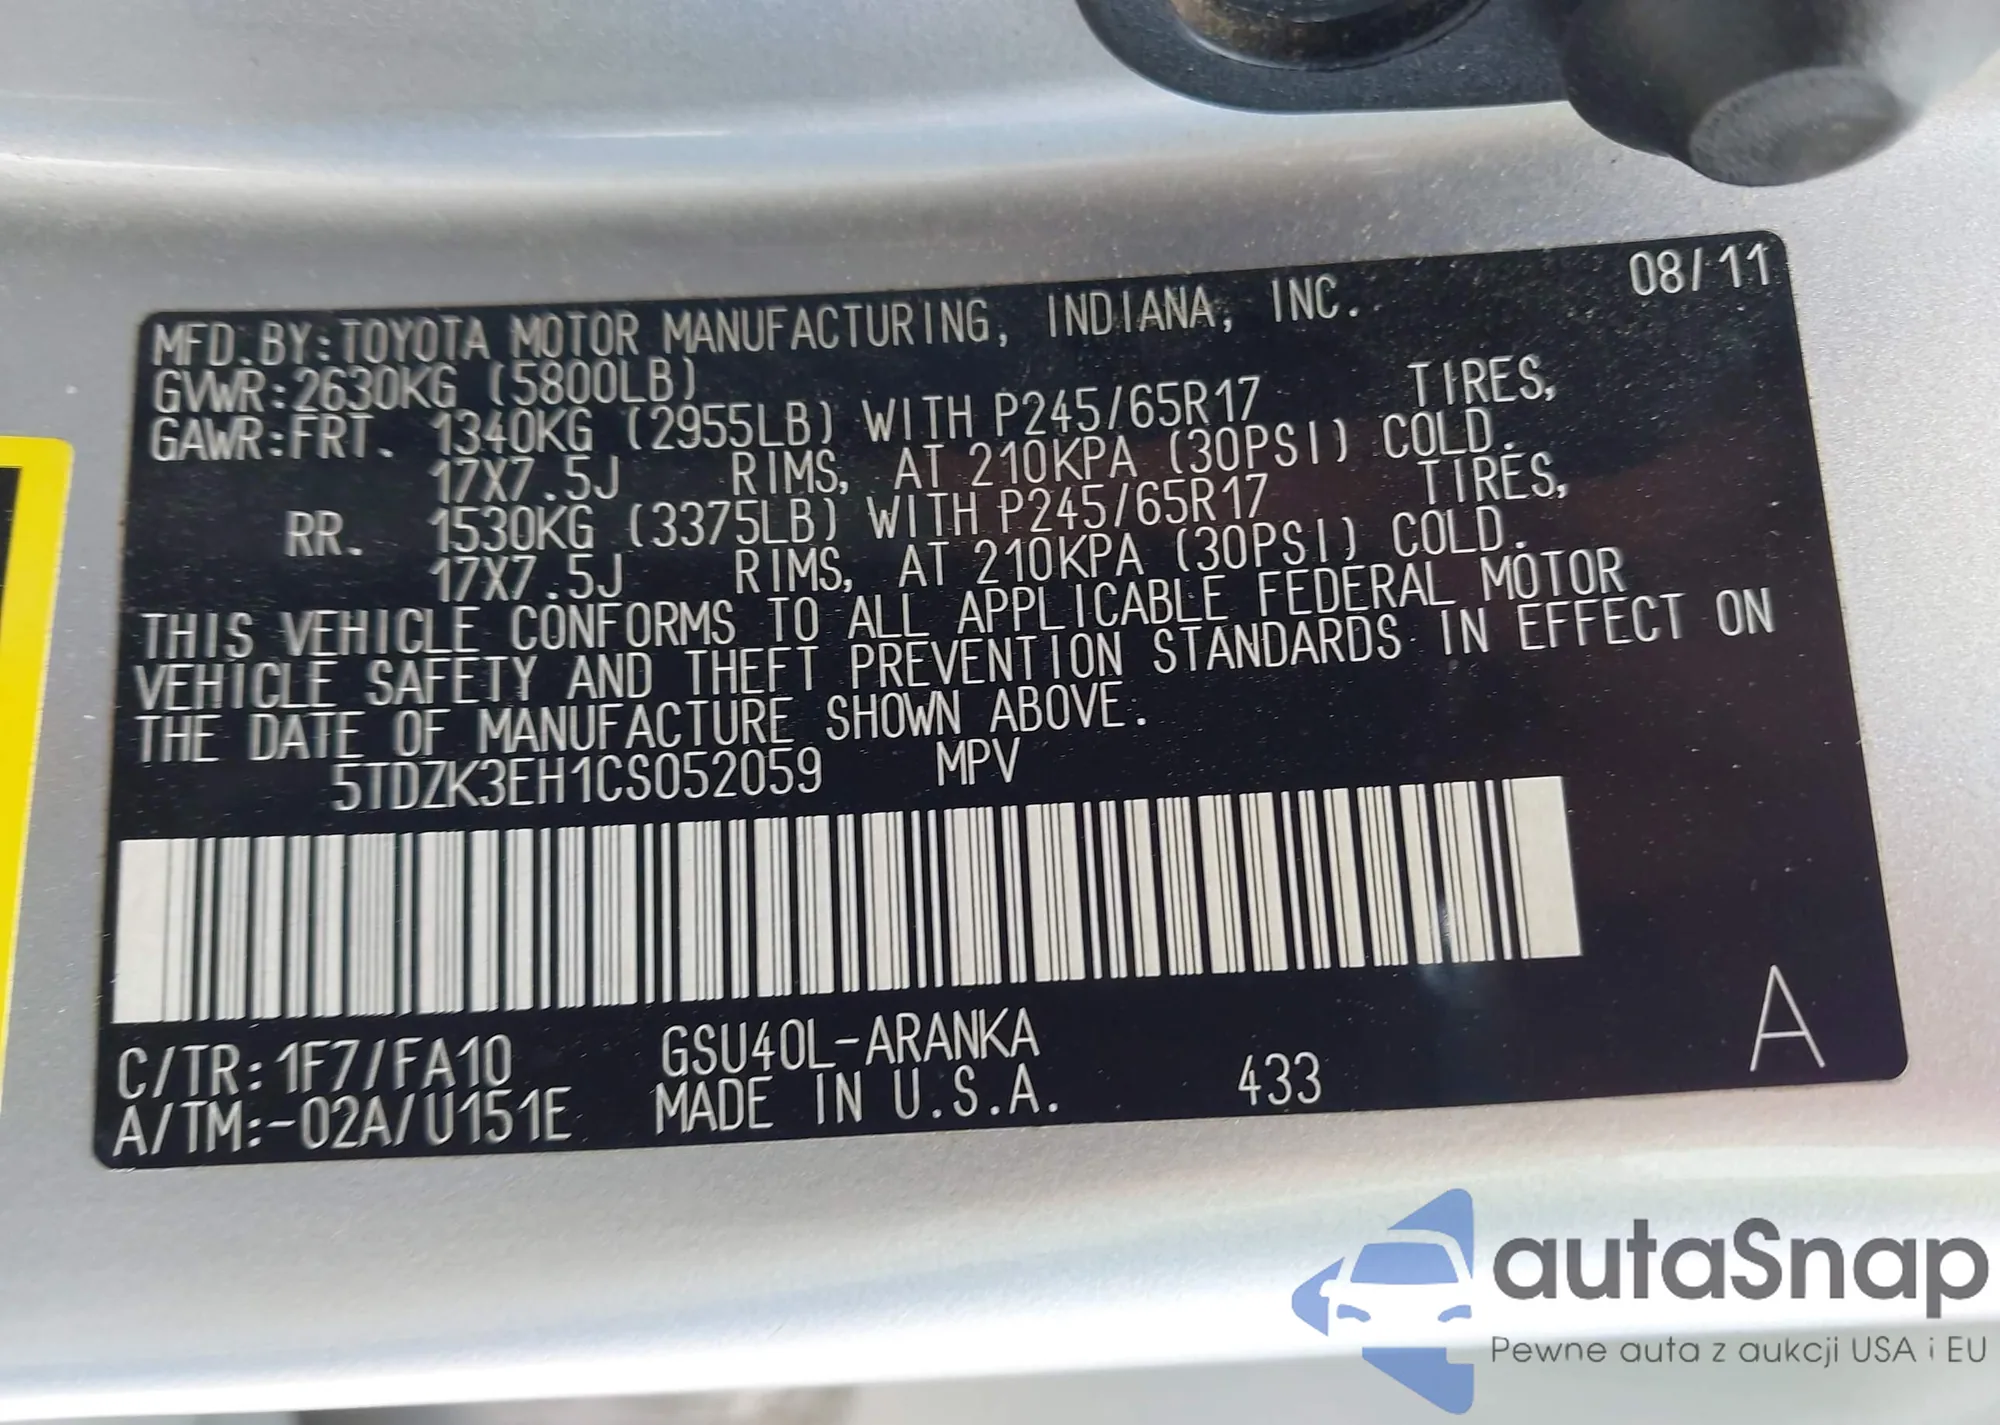 08/11
MFD.BY:TOYOTA MOTOR MANUFACTURING, INDIANA, INC.
GVWR:2630KG (5800LB)
GAWR:FRT. 1340KG (2955LB) WITH P245/65R17 TIRES,
17X7.5J RIMS, AT 210KPA (30PSI) COLD.
RR. 1530KG (3375LB) WITH P245/65R17 TIRES,
17X7.5J RIMS, AT 210KPA (30PSI) COLD.
THIS VEHICLE CONFORMS TO ALL APPLICABLE FEDERAL MOTOR
VEHICLE SAFETY AND THEFT PREVENTION STANDARDS IN EFFECT ON
THE DATE OF MANUFACTURE SHOWN ABOVE.
5TDZK3EH1CS052059 MPV
C/TR:1F7/FA10 GSU40L-ARANKA
A/TM:-02A/U151E MADE IN U.S.A. 433 A
autaSnap
Pewne auta z aukcji USA i EU